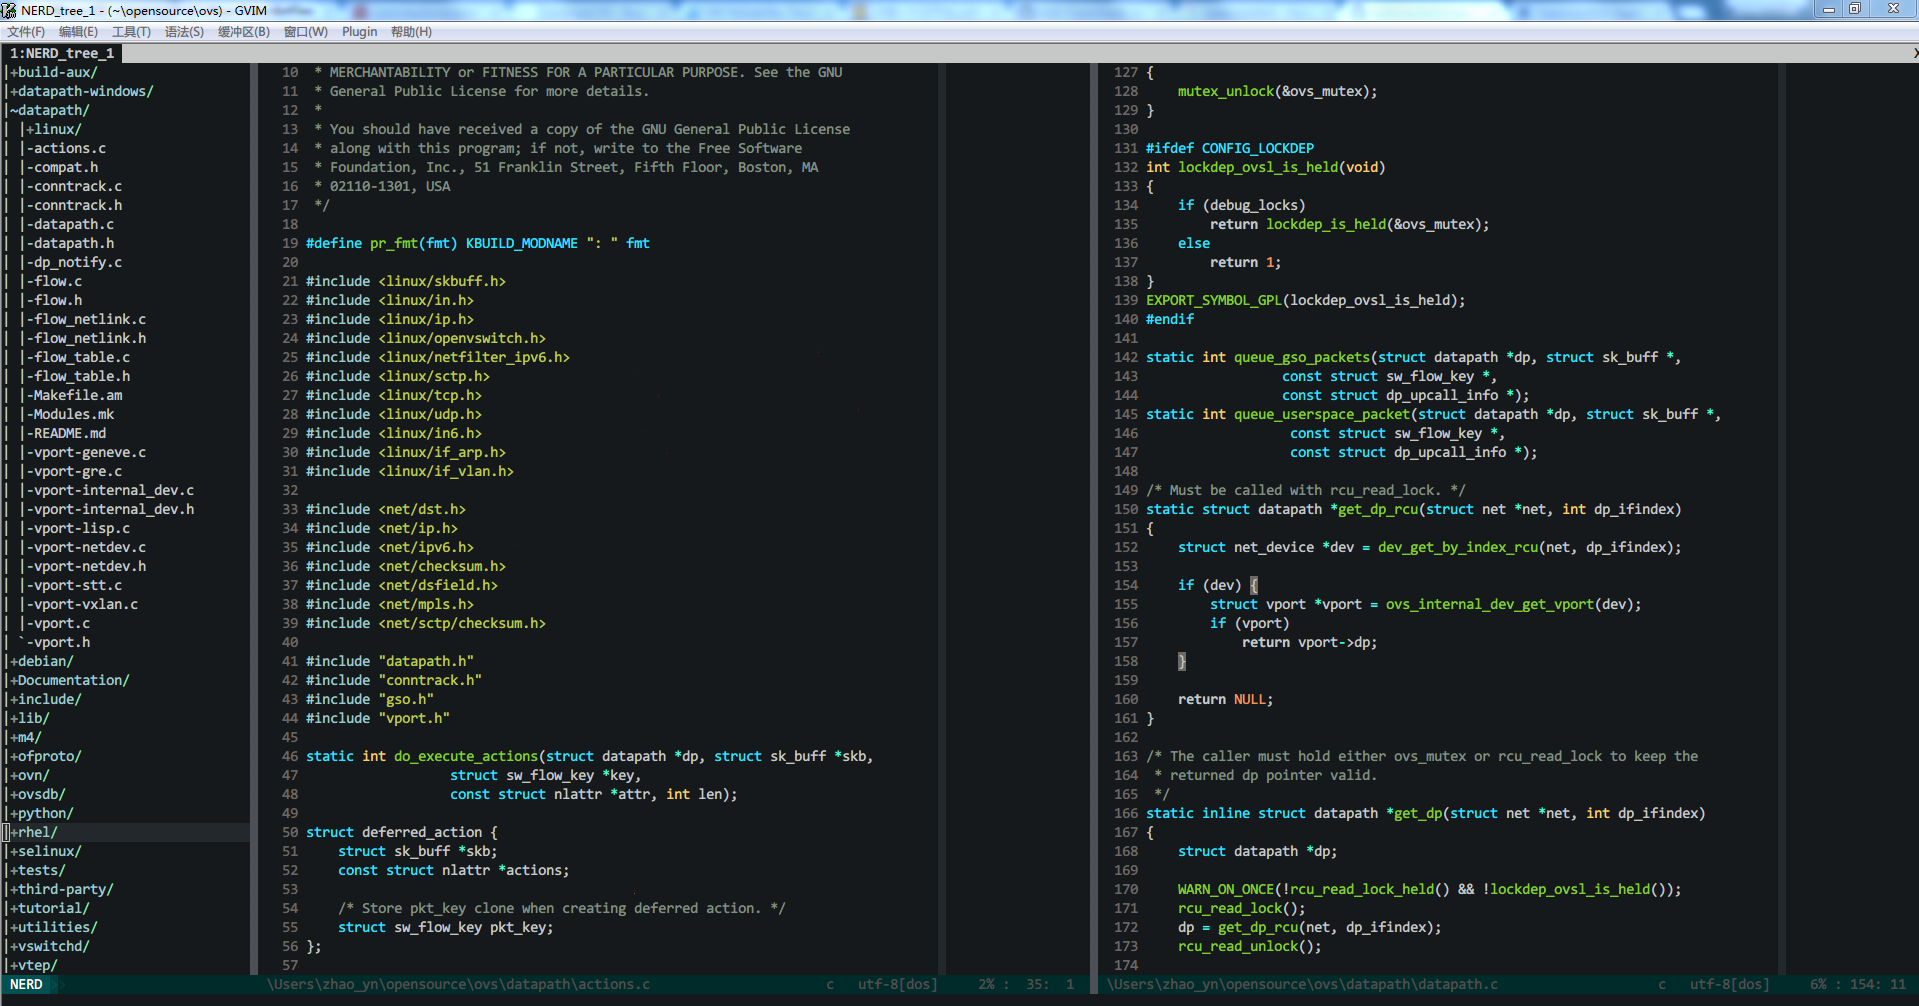 NERD_tree_1 - (~\opensource\ovs) - GVIM
文件(F) 编辑(E) 工具(T) 语法(S) 缓冲区(B) 窗口(W) Plugin 帮助(H)
1:NERD_tree_1 X
|+build-aux/
|+datapath-windows/
|~datapath/
| |+linux/
| |-actions.c
| |-compat.h
| |-conntrack.c
| |-conntrack.h
| |-datapath.c
| |-datapath.h
| |-dp_notify.c
| |-flow.c
| |-flow.h
| |-flow_netlink.c
| |-flow_netlink.h
| |-flow_table.c
| |-flow_table.h
| |-Makefile.am
| |-Modules.mk
| |-README.md
| |-vport-geneve.c
| |-vport-gre.c
| |-vport-internal_dev.c
| |-vport-internal_dev.h
| |-vport-lisp.c
| |-vport-netdev.c
| |-vport-netdev.h
| |-vport-stt.c
| |-vport-vxlan.c
| |-vport.c
| `-vport.h
|+debian/
|+Documentation/
|+include/
|+lib/
|+m4/
|+ofproto/
|+ovn/
|+ovsdb/
|+python/
|+rhel/
|+selinux/
|+tests/
|+third-party/
|+tutorial/
|+utilities/
|+vswitchd/
|+vtep/
NERD
10  * MERCHANTABILITY or FITNESS FOR A PARTICULAR PURPOSE. See the GNU
11  * General Public License for more details.
12  *
13  * You should have received a copy of the GNU General Public License
14  * along with this program; if not, write to the Free Software
15  * Foundation, Inc., 51 Franklin Street, Fifth Floor, Boston, MA
16  * 02110-1301, USA
17  */
18
19 #define pr_fmt(fmt) KBUILD_MODNAME ": " fmt
20
21 #include <linux/skbuff.h>
22 #include <linux/in.h>
23 #include <linux/ip.h>
24 #include <linux/openvswitch.h>
25 #include <linux/netfilter_ipv6.h>
26 #include <linux/sctp.h>
27 #include <linux/tcp.h>
28 #include <linux/udp.h>
29 #include <linux/in6.h>
30 #include <linux/if_arp.h>
31 #include <linux/if_vlan.h>
32
33 #include <net/dst.h>
34 #include <net/ip.h>
35 #include <net/ipv6.h>
36 #include <net/checksum.h>
37 #include <net/dsfield.h>
38 #include <net/mpls.h>
39 #include <net/sctp/checksum.h>
40
41 #include "datapath.h"
42 #include "conntrack.h"
43 #include "gso.h"
44 #include "vport.h"
45
46 static int do_execute_actions(struct datapath *dp, struct sk_buff *skb,
47                   struct sw_flow_key *key,
48                   const struct nlattr *attr, int len);
49
50 struct deferred_action {
51     struct sk_buff *skb;
52     const struct nlattr *actions;
53
54     /* Store pkt_key clone when creating deferred action. */
55     struct sw_flow_key pkt_key;
56 };
57
\Users\zhao_yn\opensource\ovs\datapath\actions.c c utf-8[dos] 2% : 35: 1
127 {
128     mutex_unlock(&ovs_mutex);
129 }
130
131 #ifdef CONFIG_LOCKDEP
132 int lockdep_ovsl_is_held(void)
133 {
134     if (debug_locks)
135         return lockdep_is_held(&ovs_mutex);
136     else
137         return 1;
138 }
139 EXPORT_SYMBOL_GPL(lockdep_ovsl_is_held);
140 #endif
141
142 static int queue_gso_packets(struct datapath *dp, struct sk_buff *,
143                  const struct sw_flow_key *,
144                  const struct dp_upcall_info *);
145 static int queue_userspace_packet(struct datapath *dp, struct sk_buff *,
146                   const struct sw_flow_key *,
147                   const struct dp_upcall_info *);
148
149 /* Must be called with rcu_read_lock. */
150 static struct datapath *get_dp_rcu(struct net *net, int dp_ifindex)
151 {
152     struct net_device *dev = dev_get_by_index_rcu(net, dp_ifindex);
153
154     if (dev) {
155         struct vport *vport = ovs_internal_dev_get_vport(dev);
156         if (vport)
157             return vport->dp;
158     }
159
160     return NULL;
161 }
162
163 /* The caller must hold either ovs_mutex or rcu_read_lock to keep the
164  * returned dp pointer valid.
165  */
166 static inline struct datapath *get_dp(struct net *net, int dp_ifindex)
167 {
168     struct datapath *dp;
169
170     WARN_ON_ONCE(!rcu_read_lock_held() && !lockdep_ovsl_is_held());
171     rcu_read_lock();
172     dp = get_dp_rcu(net, dp_ifindex);
173     rcu_read_unlock();
174
\Users\zhao_yn\opensource\ovs\datapath\datapath.c c utf-8[dos] 6% : 154: 11